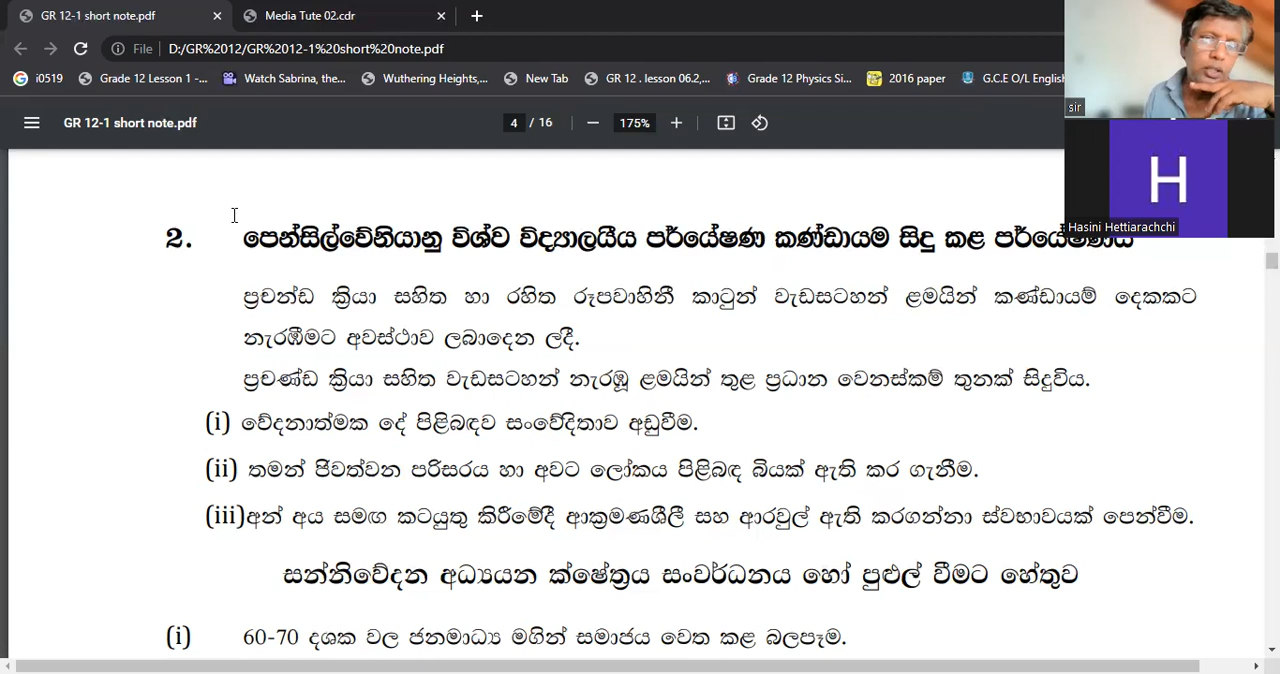 GR 12-1 short note.pdf
Media Tute 02.cdr
File
D:/GR%2012/GR%2012-1%20short%20note.pdf
i0519
Grade 12 Lesson 1 -...
Watch Sabrina, the...
Wuthering Heights,...
New Tab
GR 12 . lesson 06.2,...
Grade 12 Physics Si...
2016 paper
G.C.E O/L English
GR 12-1 short note.pdf
4 / 16
175%
sir
H
Hasini Hettiarachchi
2. පෙන්සිල්වේනියානු විශ්ව විද්‍යාලයීය පර්යේෂණ කණ්ඩායම සිදු කළ පර්යේෂණය
ප්‍රචන්ඩ ක්‍රියා සහිත හා රහිත රූපවාහිනී කාටුන් වැඩසටහන් ළමයින් කණ්ඩායම් දෙකකට
නැරඹීමට අවස්ථාව ලබාදෙන ලදී.
ප්‍රචණ්ඩ ක්‍රියා සහිත වැඩසටහන් නැරඹූ ළමයින් තුළ ප්‍රධාන වෙනස්කම් තුනක් සිදුවිය.
(i) වේදනාත්මක දේ පිළිබඳව සංවේදිතාව අඩුවීම.
(ii) තමන් ජීවත්වන පරිසරය හා අවට ලෝකය පිළිබඳ බියක් ඇති කර ගැනීම.
(iii)අන් අය සමඟ කටයුතු කිරීමේදී ආක්‍රමණශීලී සහ ආරවුල් ඇති කරගන්නා ස්වභාවයක් පෙන්වීම.
සන්නිවේදන අධ්‍යයන ක්ෂේත්‍රය සංවර්ධනය හෝ පුළුල් වීමට හේතුව
(i) 60-70 දශක වල ජනමාධ්‍ය මගින් සමාජය වෙත කළ බලපෑම.